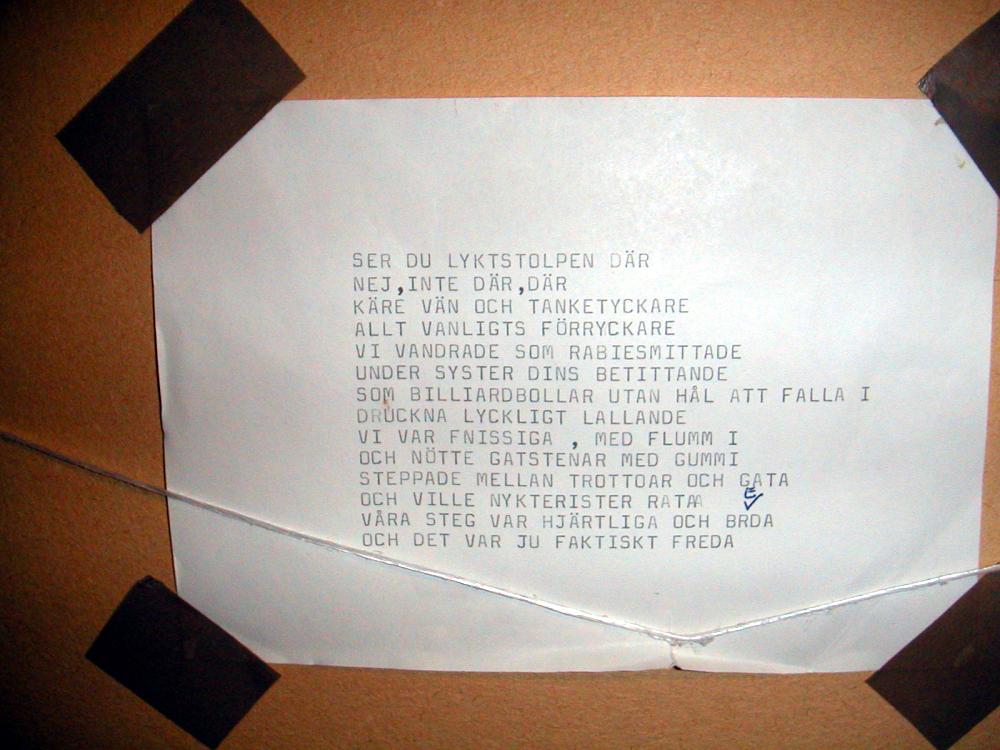 SER DU LYKTSTOLPEN DÄR
NEJ,INTE DÄR,DÄR
KÄRE VÄN OCH TANKETYCKARE
ALLT VANLIGTS FÖRRYCKARE
VI VANDRADE SOM RABIESMITTADE
UNDER SYSTER DINS BETITTANDE
SOM BILLIARDBOLLAR UTAN HÅL ATT FALLA I
DRUCKNA LYCKLIGT LALLANDE
VI VAR FNISSIGA , MED FLUMM I
OCH NÖTTE GATSTENAR MED GUMMI
STEPPADE MELLAN TROTTOAR OCH GATA
OCH VILLE NYKTERISTER RATA
E
VÅRA STEG VAR HJÄRTLIGA OCH BRDA
OCH DET VAR JU FAKTISKT FREDA